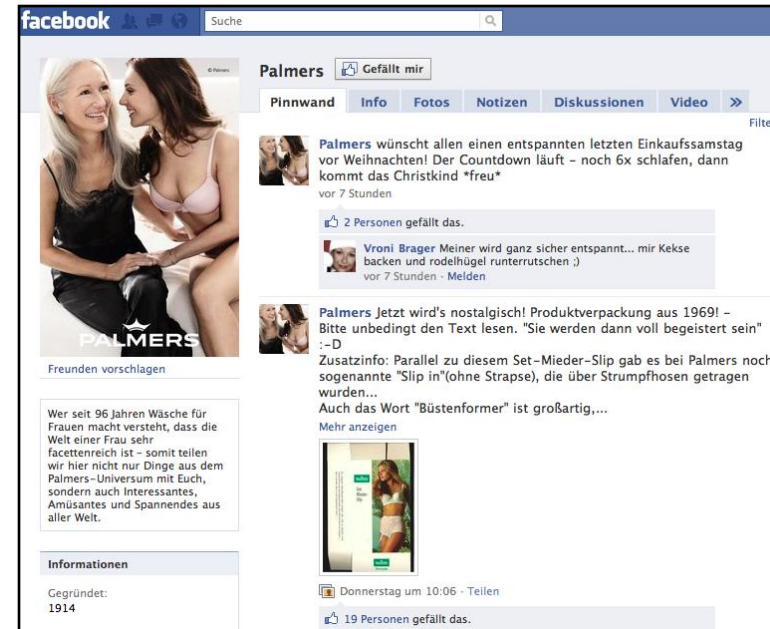 facebook
Suche
© Palmers
PALMERS
Freunden vorschlagen
Wer seit 96 Jahren Wäsche für
Frauen macht versteht, dass die
Welt einer Frau sehr
facettenreich ist – somit teilen
wir hier nicht nur Dinge aus dem
Palmers-Universum mit Euch,
sondern auch Interessantes,
Amüsantes und Spannendes aus
aller Welt.
Informationen
Gegründet:
1914
Palmers Gefällt mir
Pinnwand Info Fotos Notizen Diskussionen Video »
Filte
Palmers wünscht allen einen entspannten letzten Einkaufssamstag
vor Weihnachten! Der Countdown läuft – noch 6x schlafen, dann
kommt das Christkind *freu*
vor 7 Stunden
2 Personen gefällt das.
Vroni Brager Meiner wird ganz sicher entspannt... mir Kekse
backen und rodelhügel runterrutschen ;)
vor 7 Stunden · Melden
Palmers Jetzt wird's nostalgisch! Produktverpackung aus 1969! –
Bitte unbedingt den Text lesen. "Sie werden dann voll begeistert sein"
:-D
Zusatzinfo: Parallel zu diesem Set-Mieder-Slip gab es bei Palmers noch
sogenannte "Slip in"(ohne Strapse), die über Strumpfhosen getragen
wurden...
Auch das Wort "Büstenformer" ist großartig,...
Mehr anzeigen
Donnerstag um 10:06 · Teilen
19 Personen gefällt das.